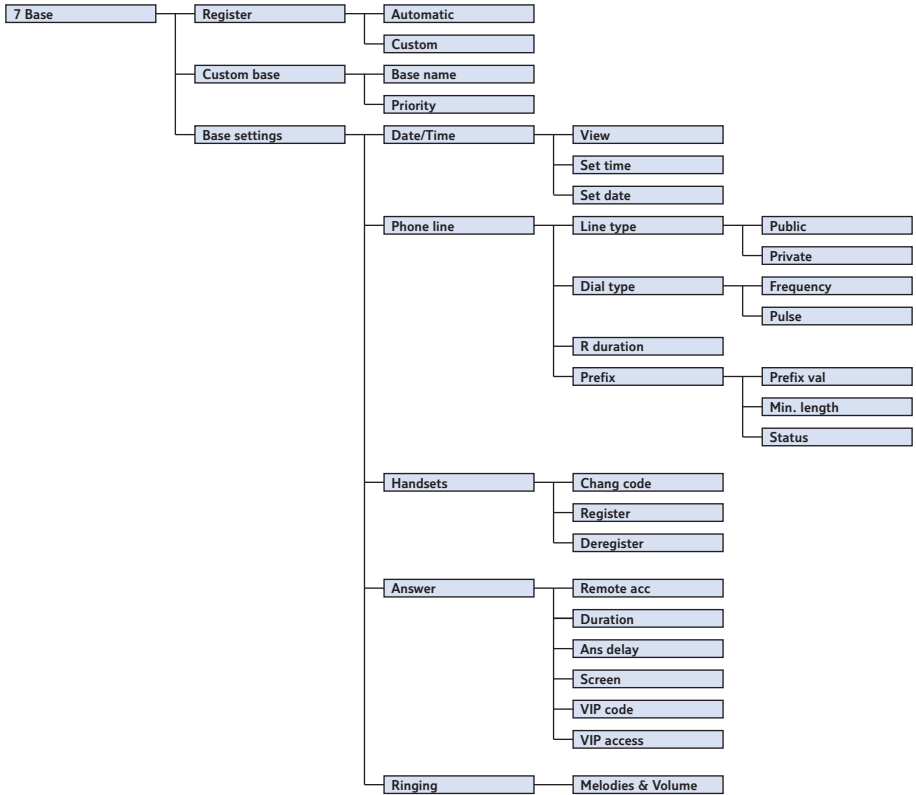 7 Base
Register
Automatic
Custom
Custom base
Base name
Priority
Base settings
Date/Time
View
Set time
Set date
Phone line
Line type
Public
Private
Dial type
Frequency
Pulse
R duration
Prefix
Prefix val
Min. length
Status
Handsets
Chang code
Register
Deregister
Answer
Remote acc
Duration
Ans delay
Screen
VIP code
VIP access
Ringing
Melodies & Volume